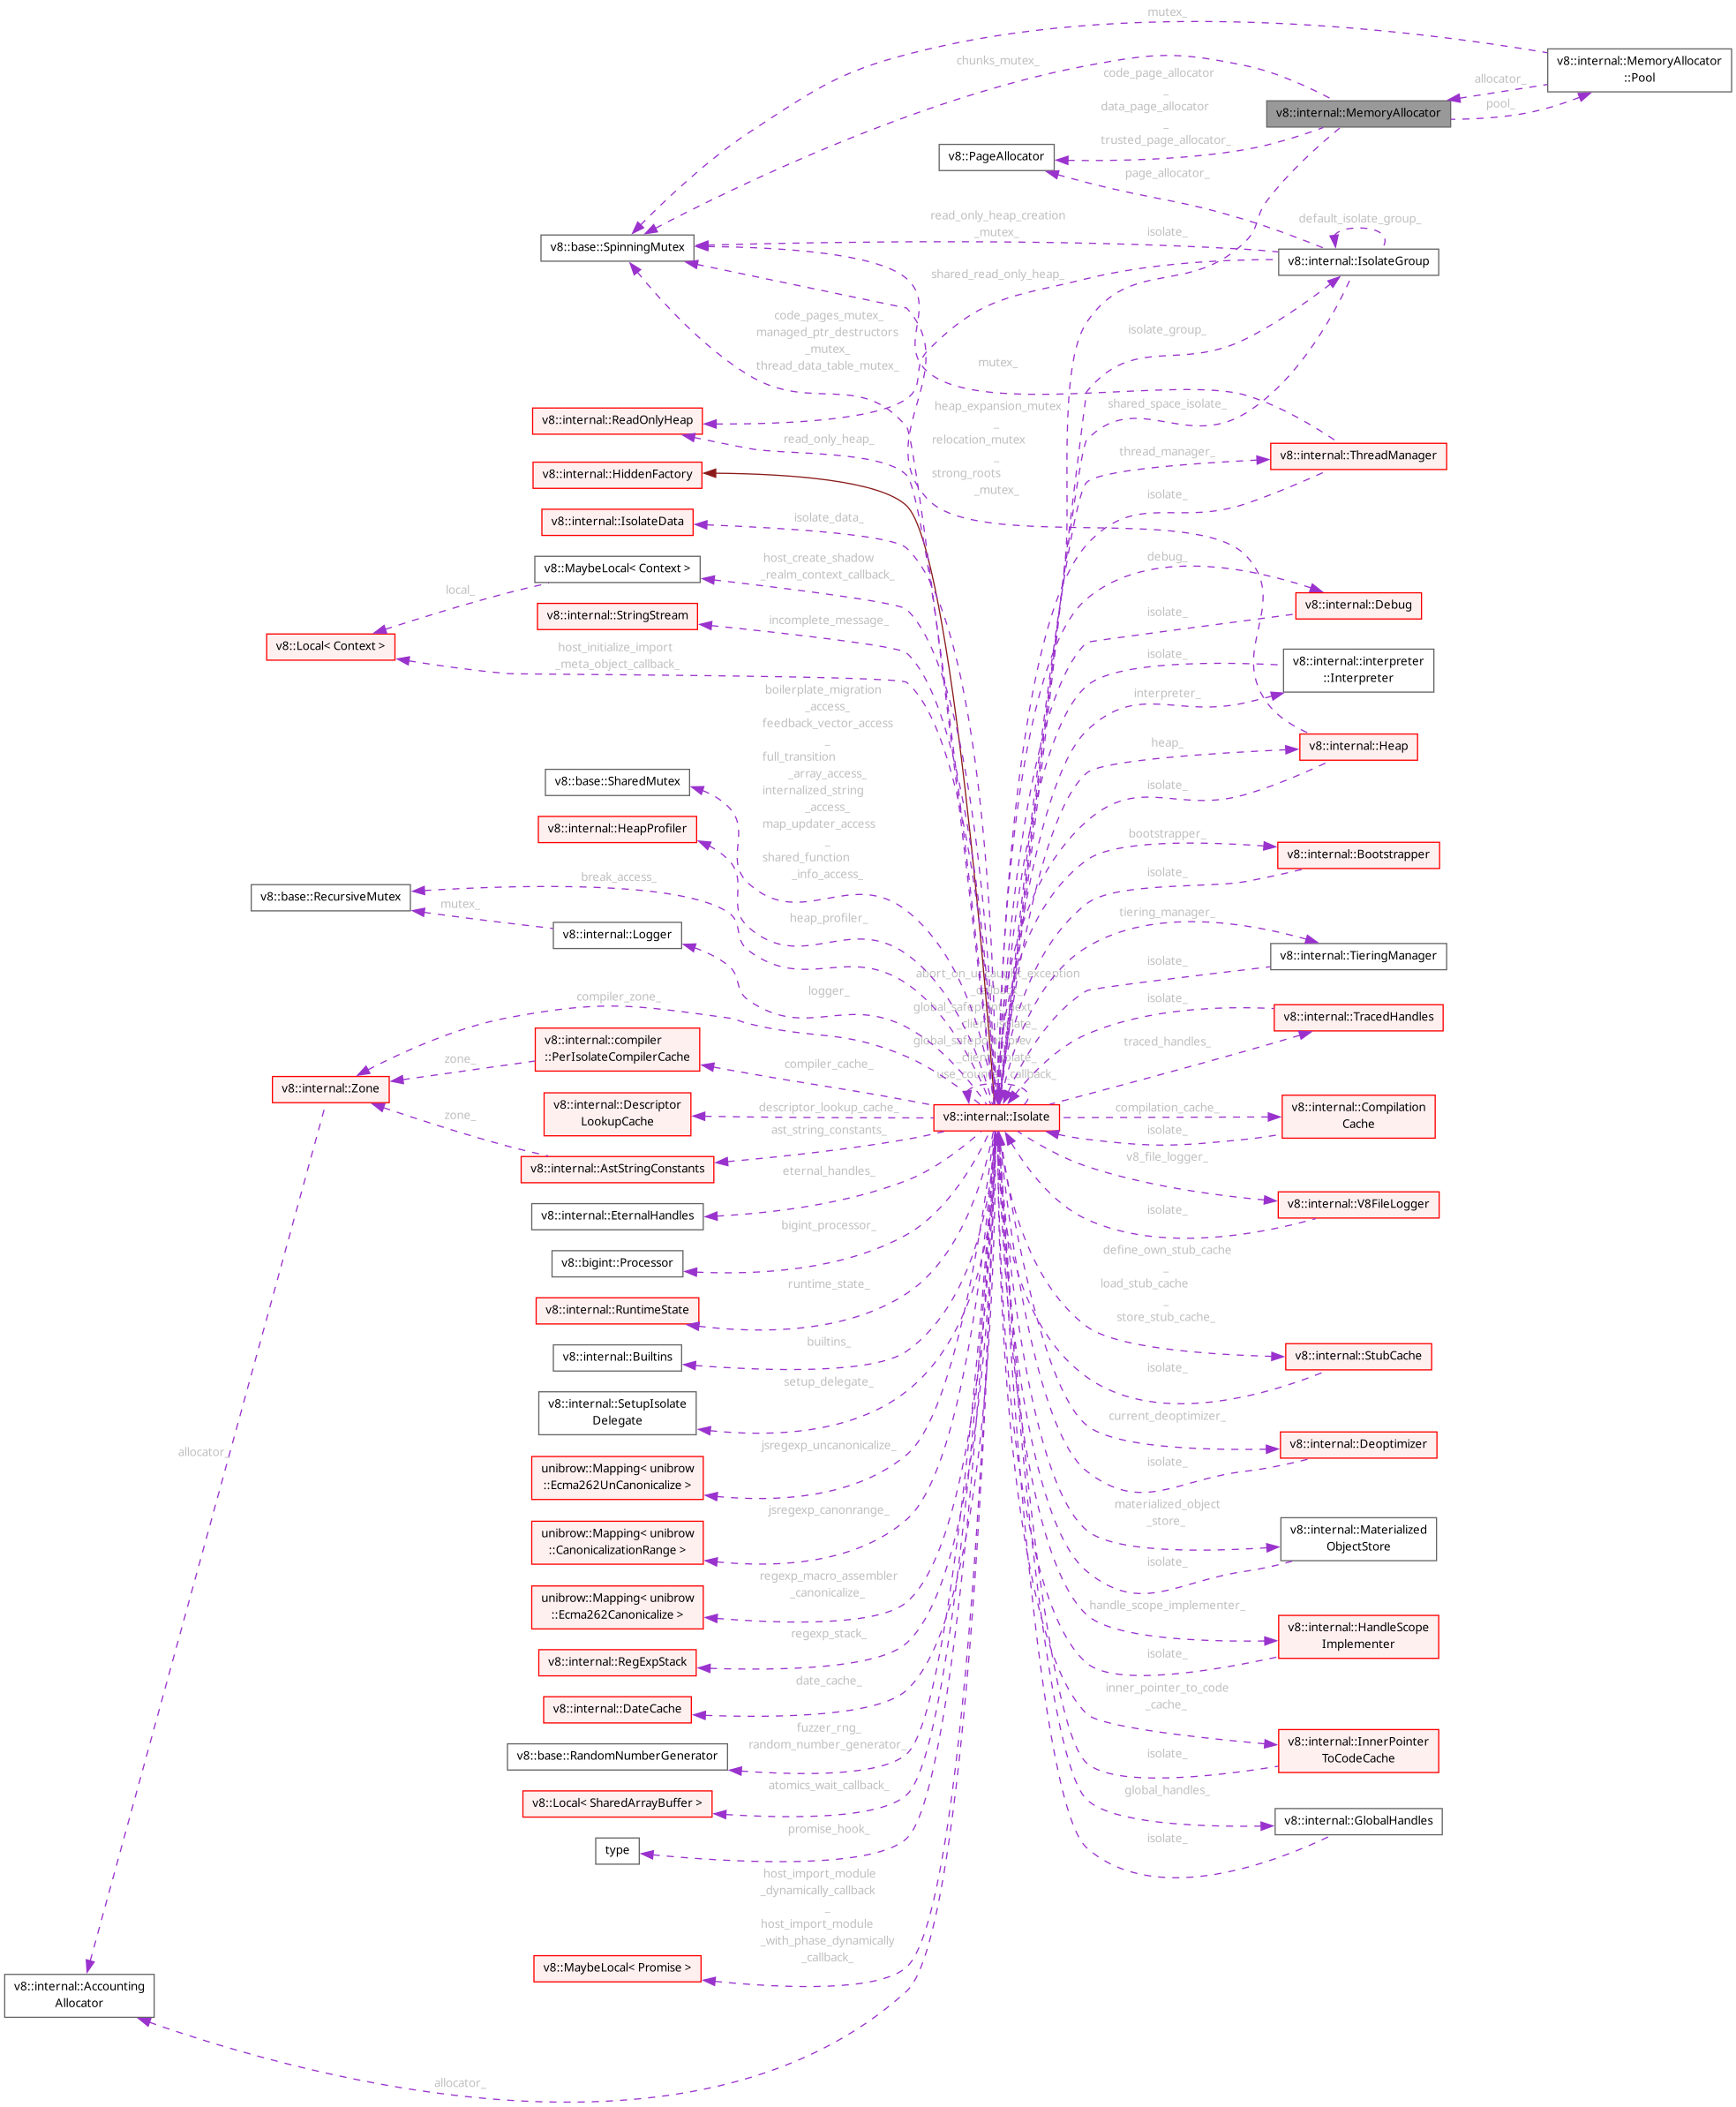 mutex_
v8::internal::MemoryAllocator
::Pool
chunks_mutex_
code_page_allocator
_
data_page_allocator
_
trusted_page_allocator_
allocator_
pool_
v8::internal::MemoryAllocator
v8::PageAllocator
page_allocator_
read_only_heap_creation
_mutex_
isolate_
default_isolate_group_
v8::base::SpinningMutex
v8::internal::IsolateGroup
shared_read_only_heap_
code_pages_mutex_
managed_ptr_destructors
_mutex_
thread_data_table_mutex_
isolate_group_
mutex_
heap_expansion_mutex
_
relocation_mutex
_
strong_roots
_mutex_
shared_space_isolate_
v8::internal::ReadOnlyHeap
read_only_heap_
thread_manager_
v8::internal::ThreadManager
v8::internal::HiddenFactory
isolate_
v8::internal::IsolateData
isolate_data_
v8::MaybeLocal< Context >
host_create_shadow
_realm_context_callback_
debug_
v8::internal::Debug
local_
v8::internal::StringStream
incomplete_message_
isolate_
v8::Local< Context >
host_initialize_import
_meta_object_callback_
isolate_
v8::internal::interpreter
::Interpreter
interpreter_
boilerplate_migration
_access_
feedback_vector_access
_
full_transition
_array_access_
internalized_string
_access_
map_updater_access
_
shared_function
_info_access_
heap_
v8::internal::Heap
isolate_
v8::base::SharedMutex
v8::internal::HeapProfiler
bootstrapper_
v8::internal::Bootstrapper
isolate_
v8::base::RecursiveMutex
break_access_
mutex_
heap_profiler_
tiering_manager_
v8::internal::Logger
v8::internal::TieringManager
isolate_
logger_
compiler_zone_
isolate_
v8::internal::TracedHandles
traced_handles_
v8::internal::compiler
::PerIsolateCompilerCache
zone_
compiler_cache_
v8::internal::Zone
v8::internal::Descriptor
LookupCache
descriptor_lookup_cache_
v8::internal::Isolate
compilation_cache_
v8::internal::Compilation
Cache
isolate_
zone_
ast_string_constants_
v8::internal::AstStringConstants
v8_file_logger_
v8::internal::V8FileLogger
isolate_
eternal_handles_
v8::internal::EternalHandles
bigint_processor_
v8::bigint::Processor
define_own_stub_cache
_
load_stub_cache
_
store_stub_cache_
runtime_state_
v8::internal::RuntimeState
builtins_
v8::internal::Builtins
v8::internal::StubCache
isolate_
setup_delegate_
v8::internal::SetupIsolate
Delegate
current_deoptimizer_
v8::internal::Deoptimizer
isolate_
allocator_
jsregexp_uncanonicalize_
unibrow::Mapping< unibrow
::Ecma262UnCanonicalize >
jsregexp_canonrange_
unibrow::Mapping< unibrow
::CanonicalizationRange >
materialized_object
_store_
v8::internal::Materialized
ObjectStore
isolate_
regexp_macro_assembler
_canonicalize_
unibrow::Mapping< unibrow
::Ecma262Canonicalize >
handle_scope_implementer_
v8::internal::HandleScope
Implementer
isolate_
regexp_stack_
v8::internal::RegExpStack
date_cache_
v8::internal::DateCache
inner_pointer_to_code
_cache_
v8::internal::InnerPointer
ToCodeCache
isolate_
fuzzer_rng_
random_number_generator_
v8::base::RandomNumberGenerator
atomics_wait_callback_
v8::Local< SharedArrayBuffer >
global_handles_
v8::internal::GlobalHandles
isolate_
promise_hook_
type
host_import_module
_dynamically_callback
_
host_import_module
_with_phase_dynamically
_callback_
v8::MaybeLocal< Promise >
v8::internal::Accounting
Allocator
allocator_